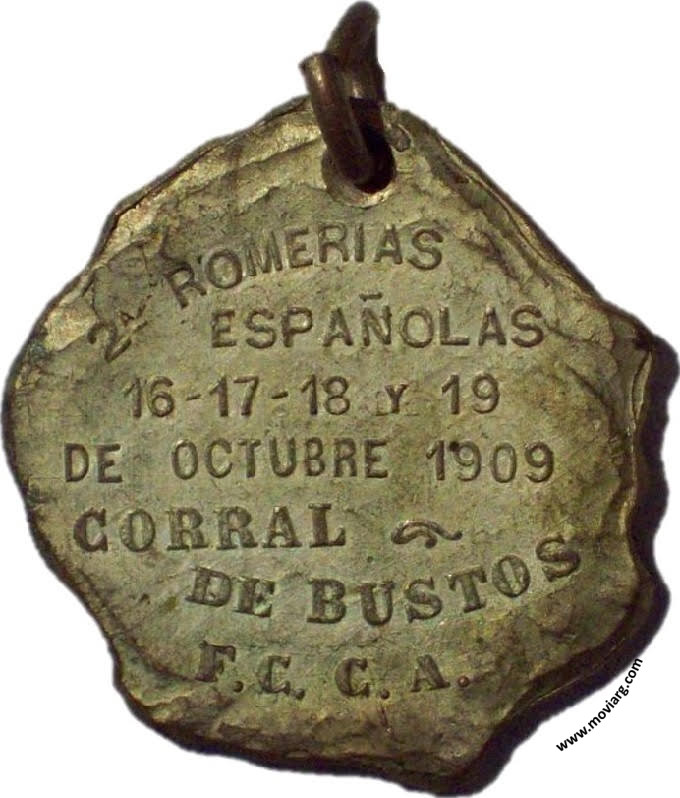 2A ROMERIAS
ESPAÑOLAS
16-17-18 Y 19
DE OCTUBRE 1909
CORRAL
DE BUSTOS
F.C.C.A.
www.moviarg.com